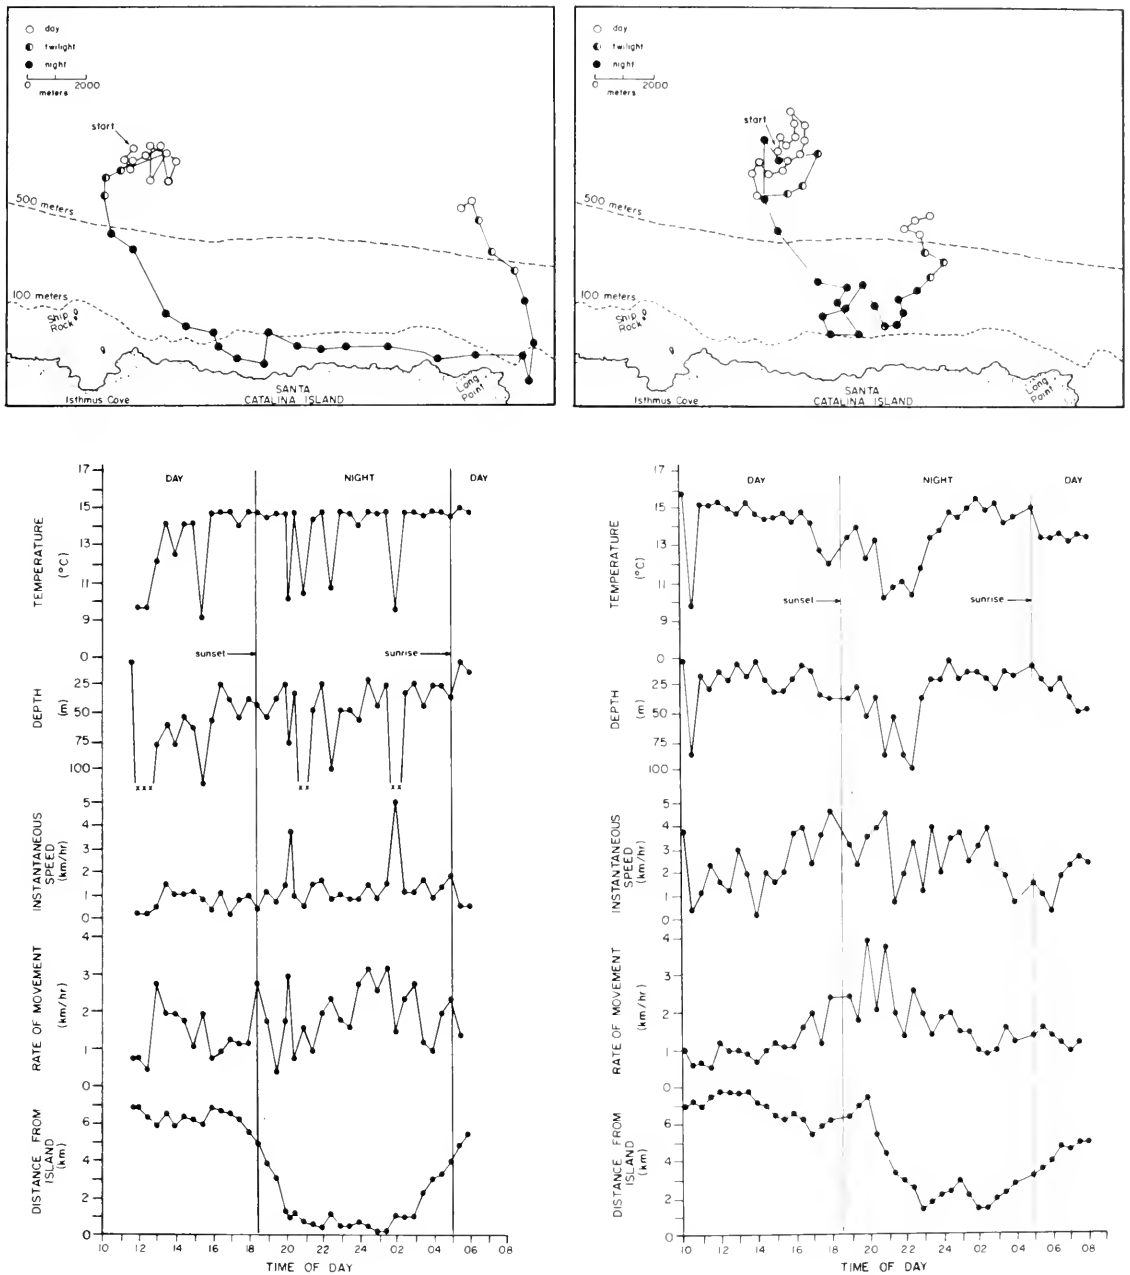 day
twilight
night
0 2000
meters
start
500 meters
100 meters
Ship
Rock
Isthmus Cove
SANTA
CATALINA ISLAND
Long
Point
day
twilight
night
0 2000
meters
start
500 meters
100 meters
Ship
Rock
Isthmus Cove
SANTA
CATALINA ISLAND
Long
Point
DAY NIGHT DAY
TEMPERATURE
(°C)
17
15
13
11
9
sunset
sunrise
DEPTH
(m)
0
25
50
75
100
x x x x x x x
INSTANTANEOUS
SPEED
(km/hr)
5
4
3
2
1
0
RATE OF MOVEMENT
(km/hr)
4
3
2
1
0
DISTANCE FROM
ISLAND
(km)
6
4
2
0
10 12 14 16 18 20 22 24 02 04 06 08
TIME OF DAY
DAY NIGHT DAY
TEMPERATURE
(°C)
17
15
13
11
9
sunset
sunrise
DEPTH
(m)
0
25
50
75
100
INSTANTANEOUS
SPEED
(km/hr)
5
4
3
2
1
0
RATE OF MOVEMENT
(km/hr)
4
3
2
1
0
DISTANCE FROM
ISLAND
(km)
6
4
2
0
10 12 14 16 18 20 22 24 02 04 06 08
TIME OF DAY